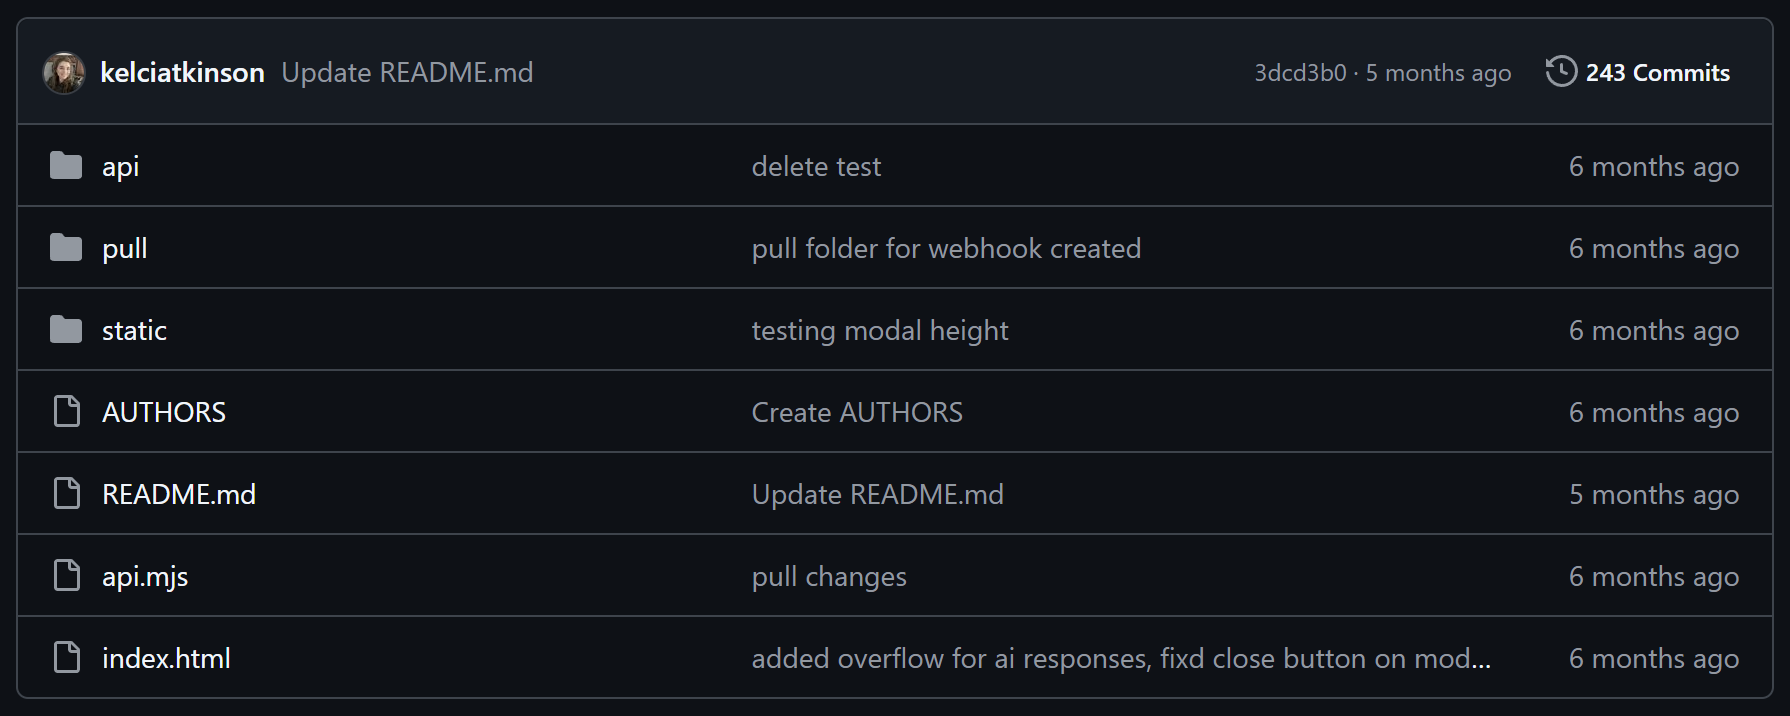 kelciatkinson Update README.md 3dcd3b0 · 5 months ago 243 Commits
api delete test 6 months ago
pull pull folder for webhook created 6 months ago
static testing modal height 6 months ago
AUTHORS Create AUTHORS 6 months ago
README.md Update README.md 5 months ago
api.mjs pull changes 6 months ago
index.html added overflow for ai responses, fixd close button on mod... 6 months ago